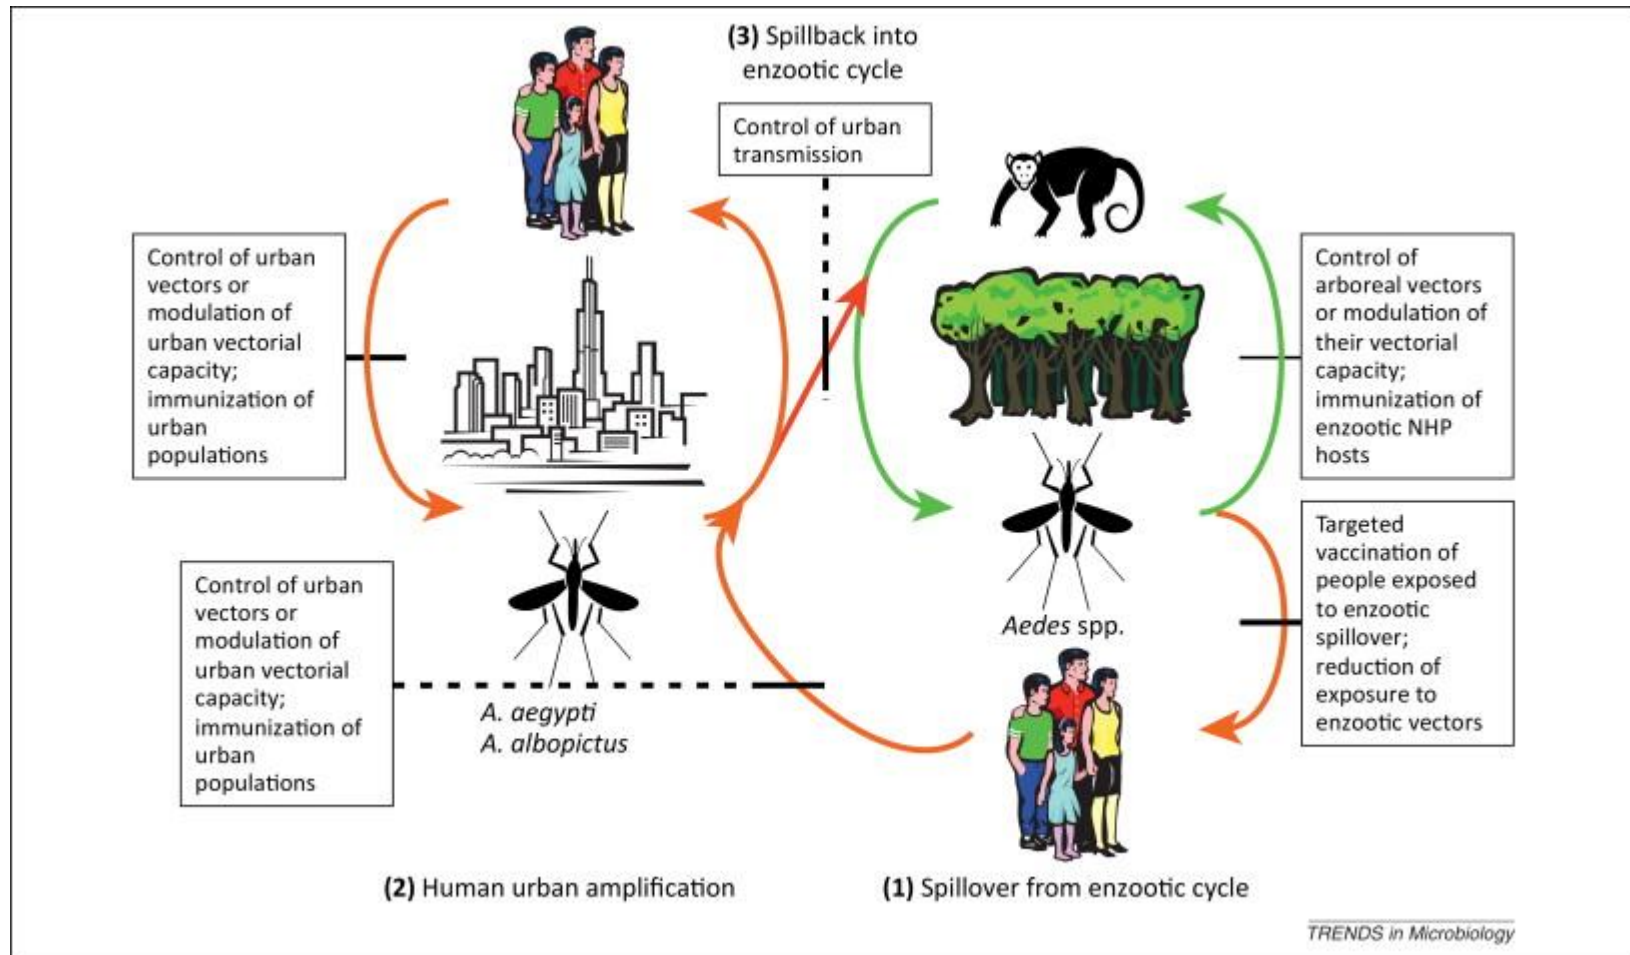 (3) Spillback into
enzootic cycle
Control of urban
transmission
Control of urban
vectors or
modulation of
urban vectorial
capacity;
immunization of
urban
populations
Control of
arboreal vectors
or modulation of
their vectorial
capacity;
immunization of
enzootic NHP
hosts
Control of urban
vectors or
modulation of
urban vectorial
capacity;
immunization of
urban
populations
A. aegypti
A. albopictus
Aedes spp.
Targeted
vaccination of
people exposed
to enzootic
spillover;
reduction of
exposure to
enzootic vectors
(2) Human urban amplification
(1) Spillover from enzootic cycle
TRENDS in Microbiology